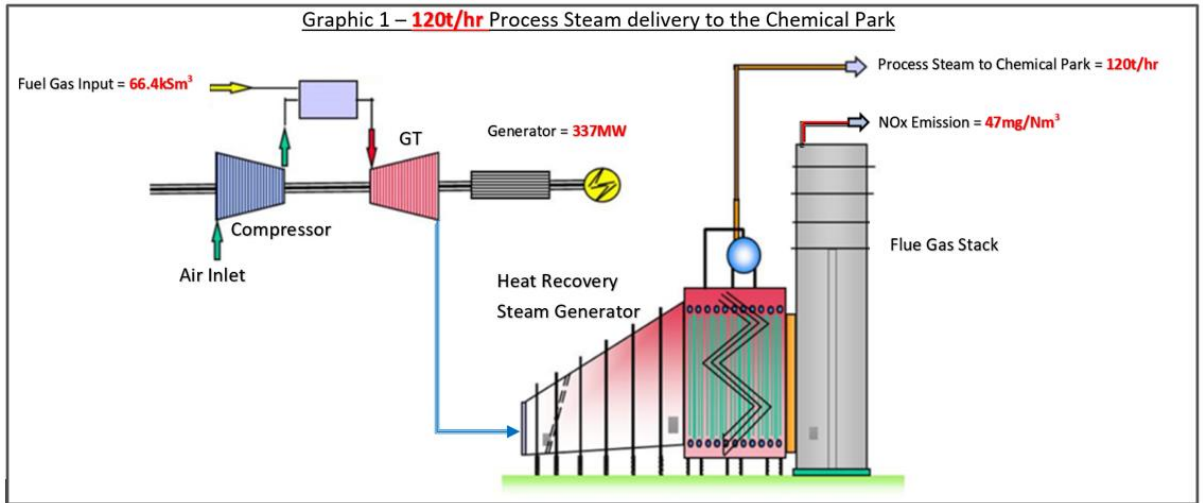 Graphic 1 – 120t/hr Process Steam delivery to the Chemical Park
Fuel Gas Input = 66.4kSm³
Process Steam to Chemical Park = 120t/hr
NOx Emission = 47mg/Nm³
GT
Generator = 337MW
Compressor
Air Inlet
Flue Gas Stack
Heat Recovery
Steam Generator